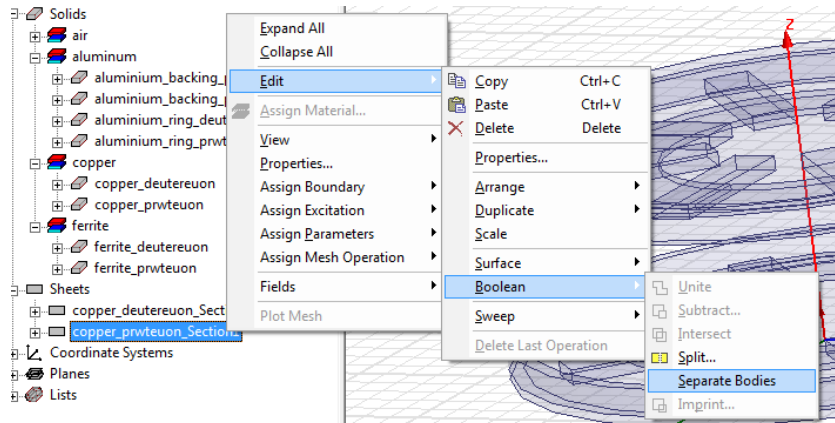 Solids
air
aluminum
aluminium_backing_p
aluminium_backing_p
aluminium_ring_deut
aluminium_ring_prwt
copper
copper_deutereuon
copper_prwteuon
ferrite
ferrite_deutereuon
ferrite_prwteuon
Sheets
copper_deutereuon_Sect
copper_prwteuon_Section1
Coordinate Systems
Planes
Lists
Expand All
Collapse All
Edit
Assign Material...
View
Properties...
Assign Boundary
Assign Excitation
Assign Parameters
Assign Mesh Operation
Fields
Plot Mesh
Copy Ctrl+C
Paste Ctrl+V
Delete Delete
Properties...
Arrange
Duplicate
Scale
Surface
Boolean
Sweep
Delete Last Operation
Unite
Subtract...
Intersect
Split...
Separate Bodies
Imprint...
Z